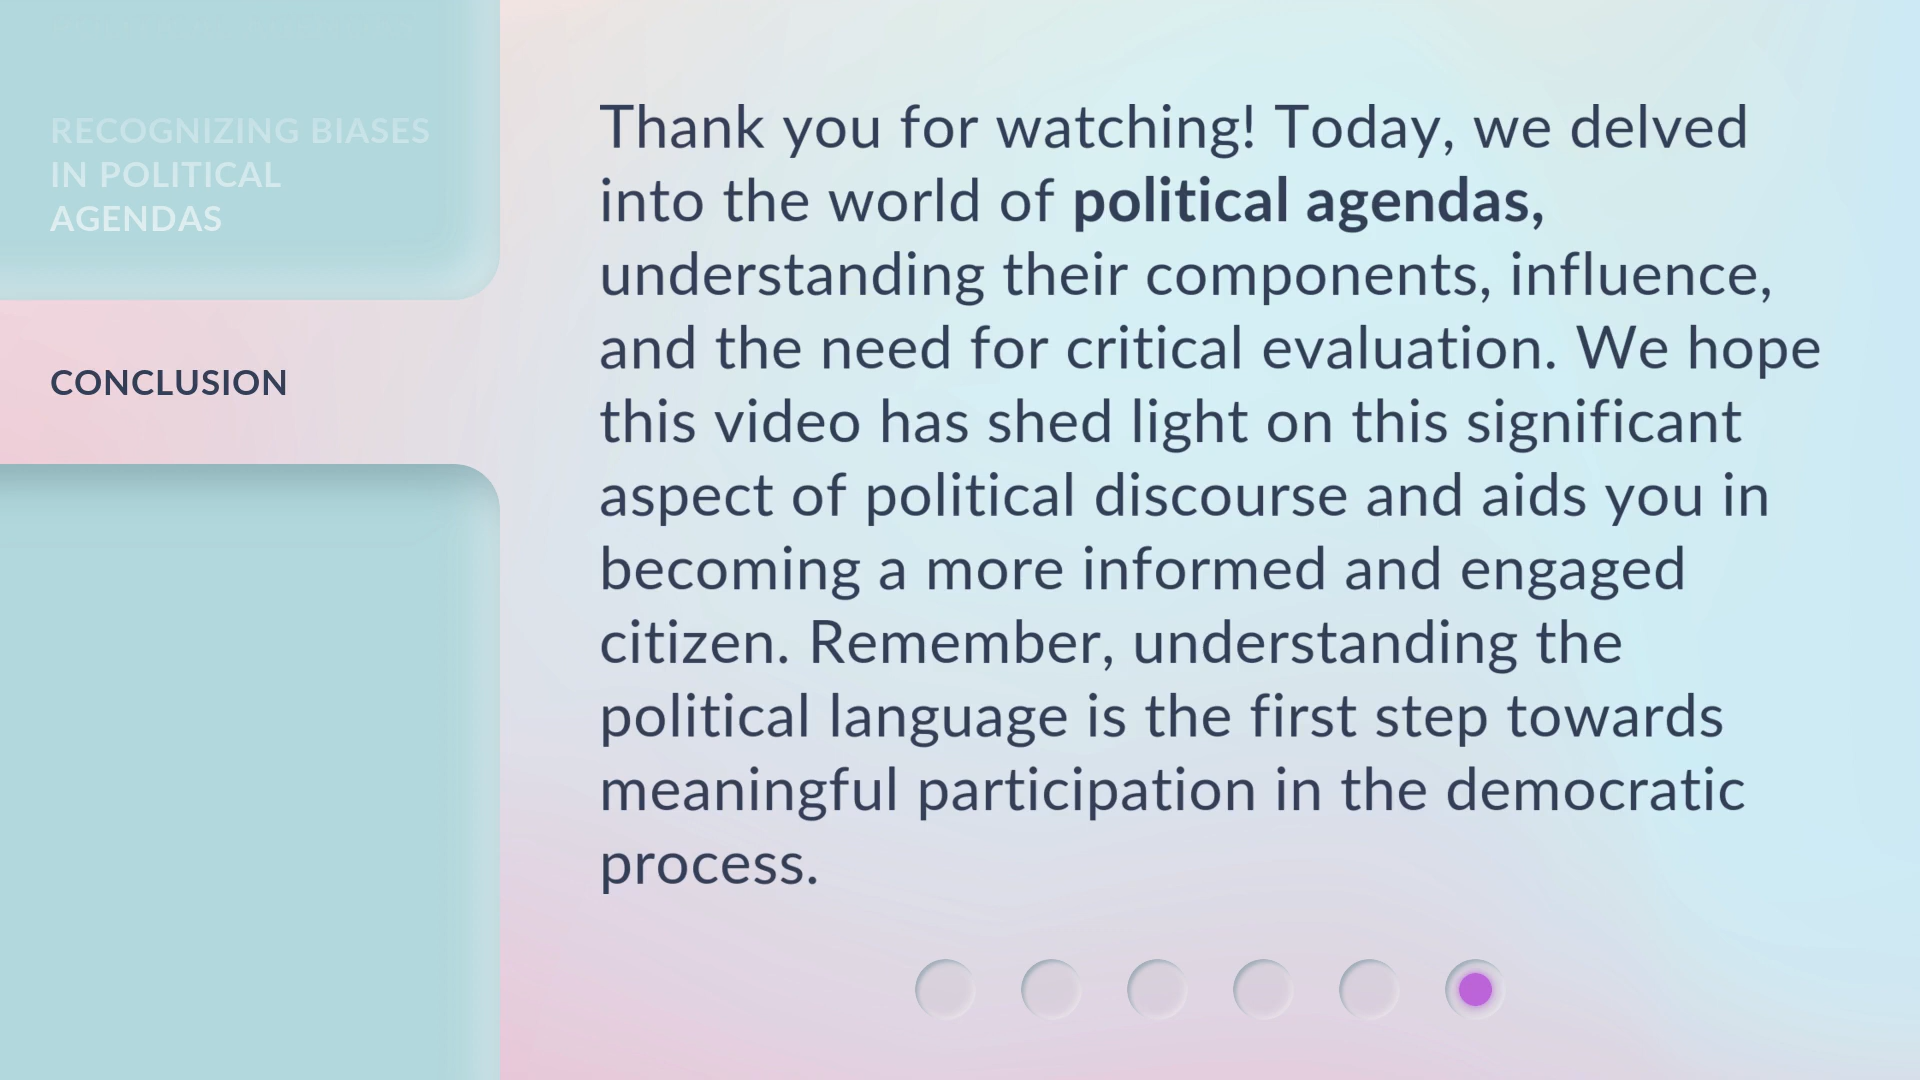 RECOGNIZING BIASES
IN POLITICAL
AGENDAS
CONCLUSION
Thank you for watching! Today, we delved
into the world of political agendas,
understanding their components, influence,
and the need for critical evaluation. We hope
this video has shed light on this significant
aspect of political discourse and aids you in
becoming a more informed and engaged
citizen. Remember, understanding the
political language is the first step towards
meaningful participation in the democratic
process.